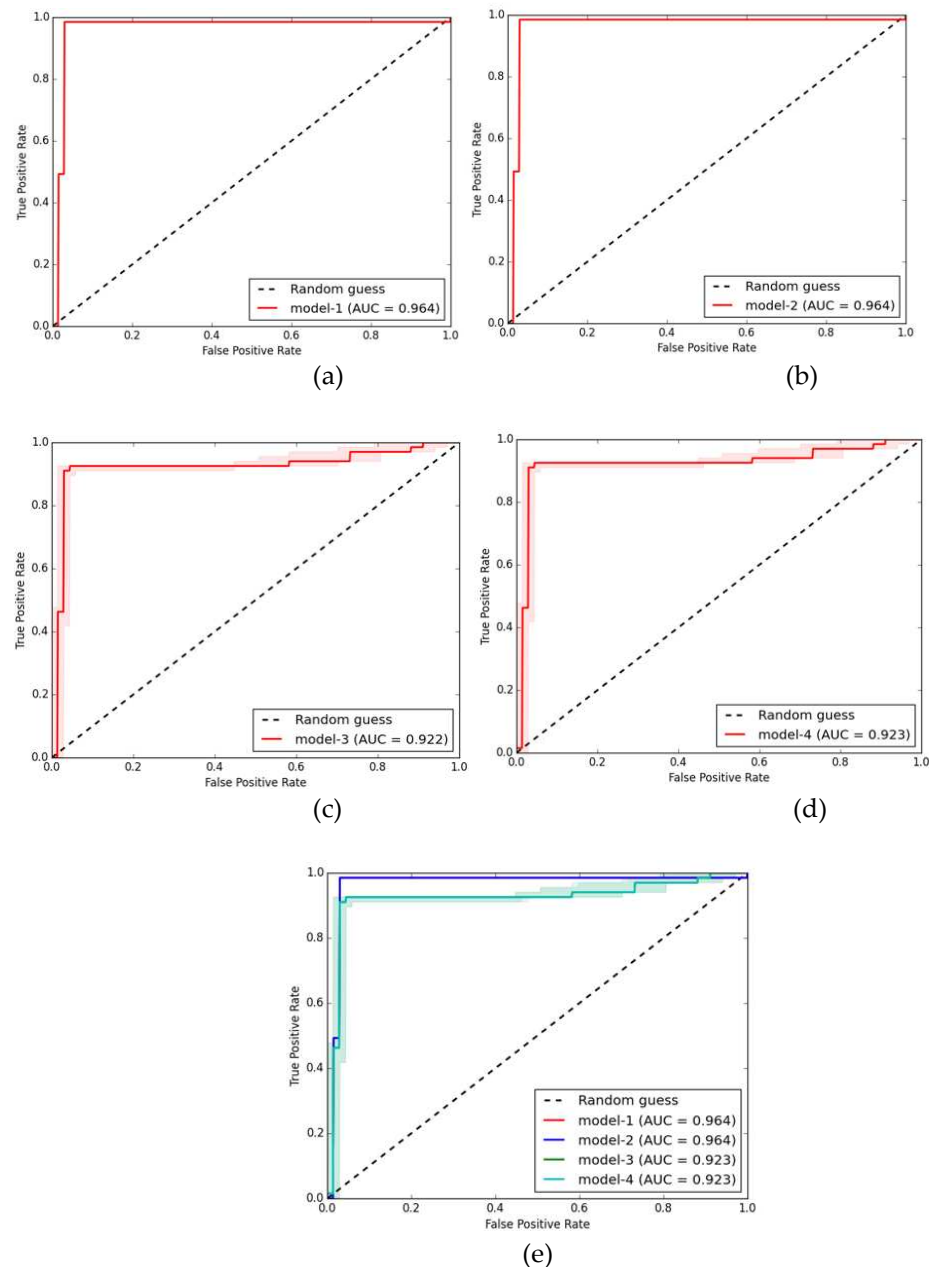 1.0
0.8
0.6
0.4
0.2
0.0
True Positive Rate
0.0 0.2 0.4 0.6 0.8 1.0
False Positive Rate
Random guess
model-1 (AUC = 0.964)
(a)
1.0
0.8
0.6
0.4
0.2
0.0
True Positive Rate
0.0 0.2 0.4 0.6 0.8 1.0
False Positive Rate
Random guess
model-2 (AUC = 0.964)
(b)
1.0
0.8
0.6
0.4
0.2
0.0
True Positive Rate
0.0 0.2 0.4 0.6 0.8 1.0
False Positive Rate
Random guess
model-3 (AUC = 0.922)
(c)
1.0
0.8
0.6
0.4
0.2
0.0
True Positive Rate
0.0 0.2 0.4 0.6 0.8 1.0
False Positive Rate
Random guess
model-4 (AUC = 0.923)
(d)
1.0
0.8
0.6
0.4
0.2
0.0
True Positive Rate
0.0 0.2 0.4 0.6 0.8 1.0
False Positive Rate
Random guess
model-1 (AUC = 0.964)
model-2 (AUC = 0.964)
model-3 (AUC = 0.923)
model-4 (AUC = 0.923)
(e)